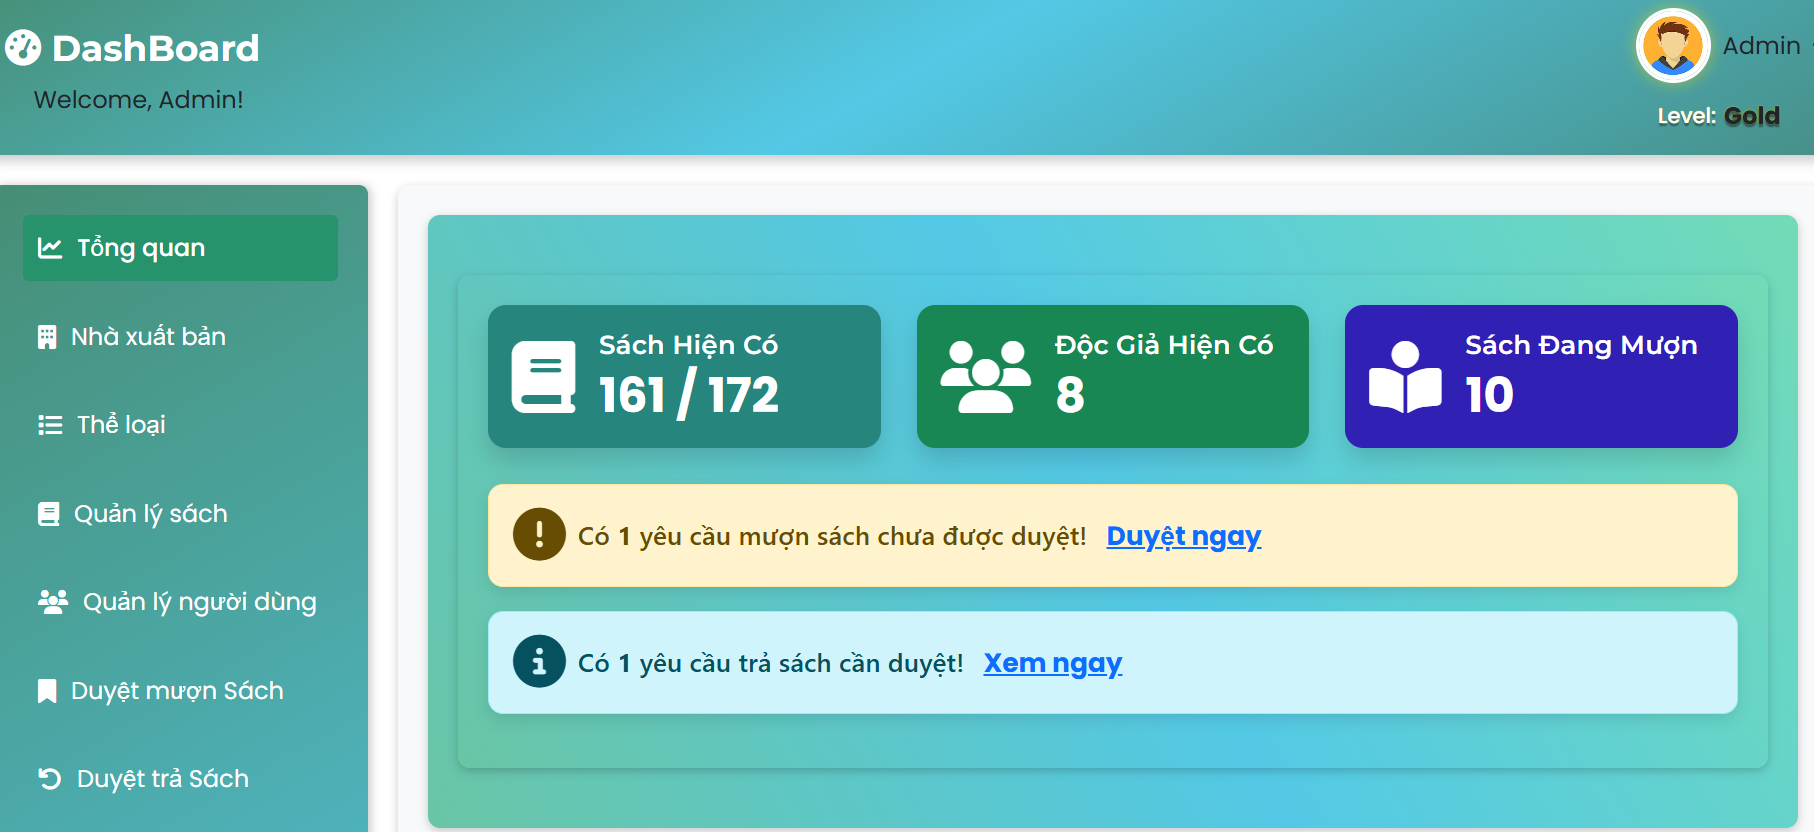 DashBoard
Welcome, Admin!
Admin
Level: Gold
Tổng quan
Nhà xuất bản
Thể loại
Quản lý sách
Quản lý người dùng
Duyệt mượn Sách
Duyệt trả Sách
Sách Hiện Có
161 / 172
Độc Giả Hiện Có
8
Sách Đang Mượn
10
Có 1 yêu cầu mượn sách chưa được duyệt! Duyệt ngay
Có 1 yêu cầu trả sách cần duyệt! Xem ngay